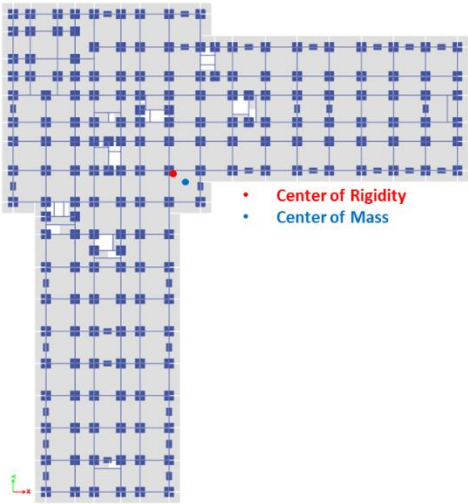 • Center of Rigidity
• Center of Mass
Y
X